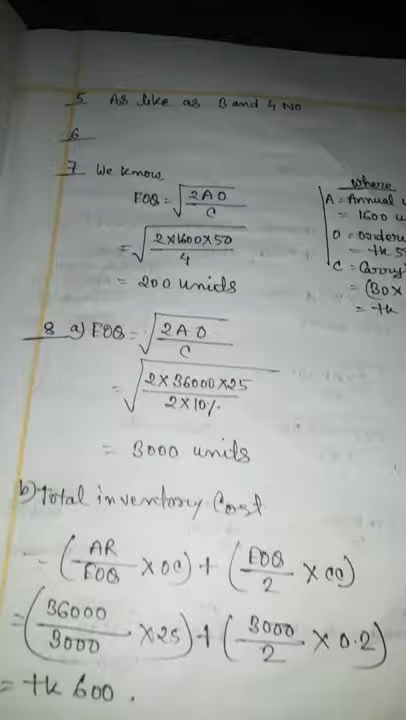 5 As like as 3 and 4 No
6
7 We know
EOQ = √(2AO / C)
= √(2×1600×50 / 4)
= 200 units
where
A = Annual
= 1600 u
O = oorderi
= tk 5
C = Carryi
= (30×
= tk
8 a) EOQ = √(2AO / C)
= √(2×36000×25 / 2×10%)
= 3000 units
b) Total inventory Cost
= (AR / EOQ × OC) + (EOQ / 2 × CC)
= (36000 / 3000 × 25) + (3000 / 2 × 0.2)
= tk 600.